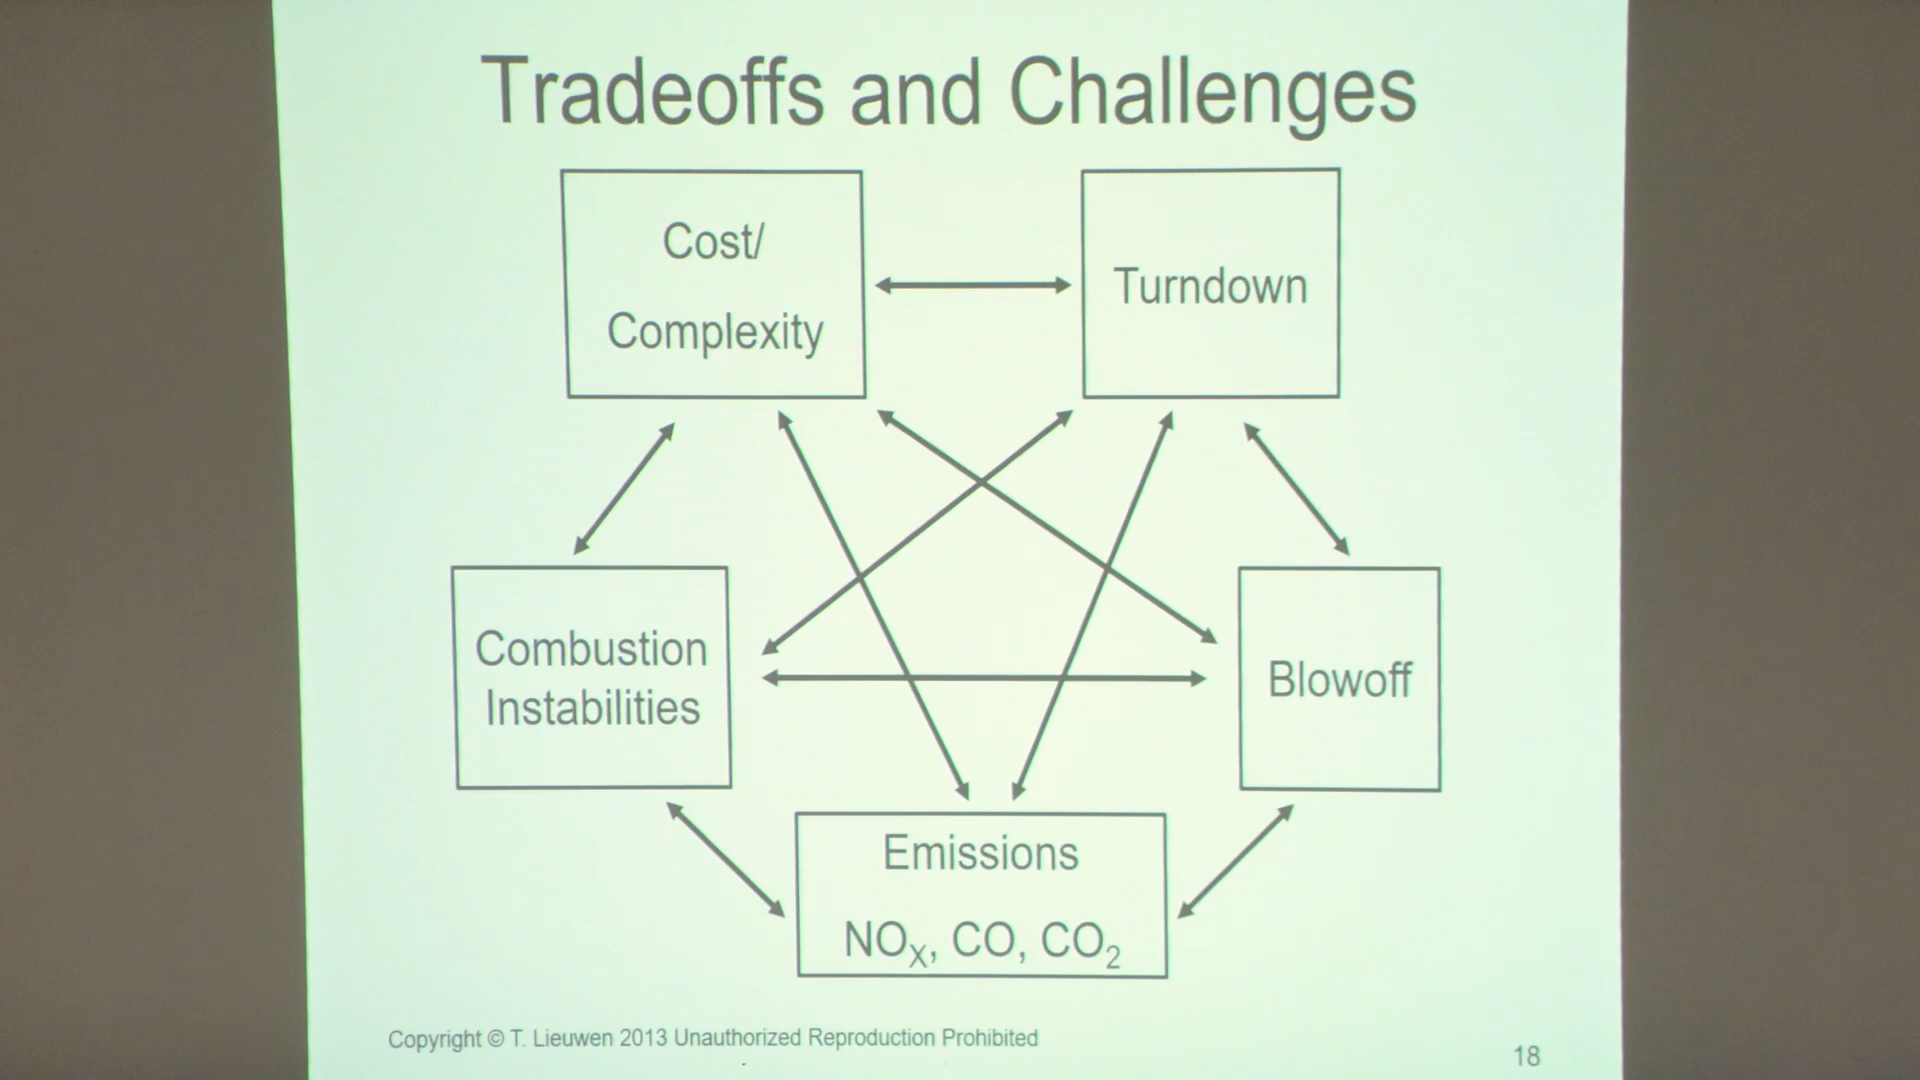 Tradeoffs and Challenges
Cost/
Complexity
Turndown
Combustion
Instabilities
Blowoff
Emissions
NOₓ, CO, CO₂
Copyright © T. Lieuwen 2013 Unauthorized Reproduction Prohibited
18